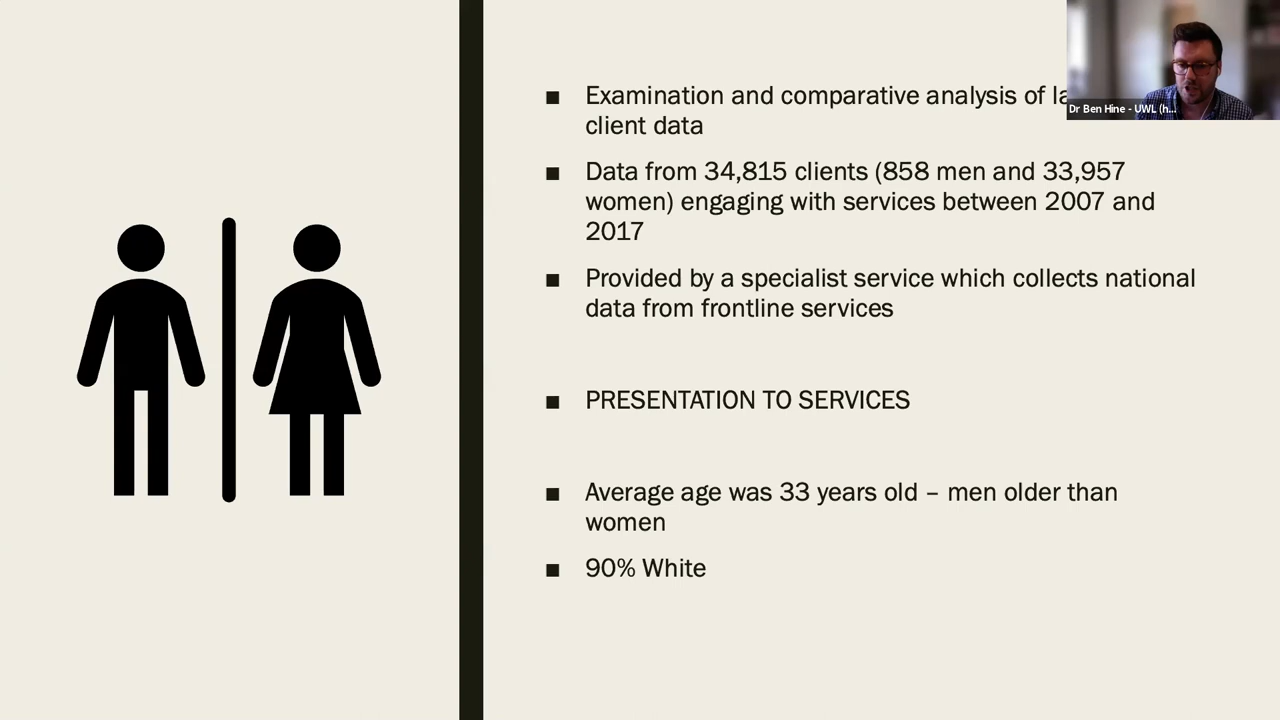 ■ Examination and comparative analysis of
client data
■ Data from 34,815 clients (858 men and 33,957
women) engaging with services between 2007 and
2017
■ Provided by a specialist service which collects national
data from frontline services
■ PRESENTATION TO SERVICES
■ Average age was 33 years old – men older than
women
■ 90% White
Dr Ben Hine - UWL (h...